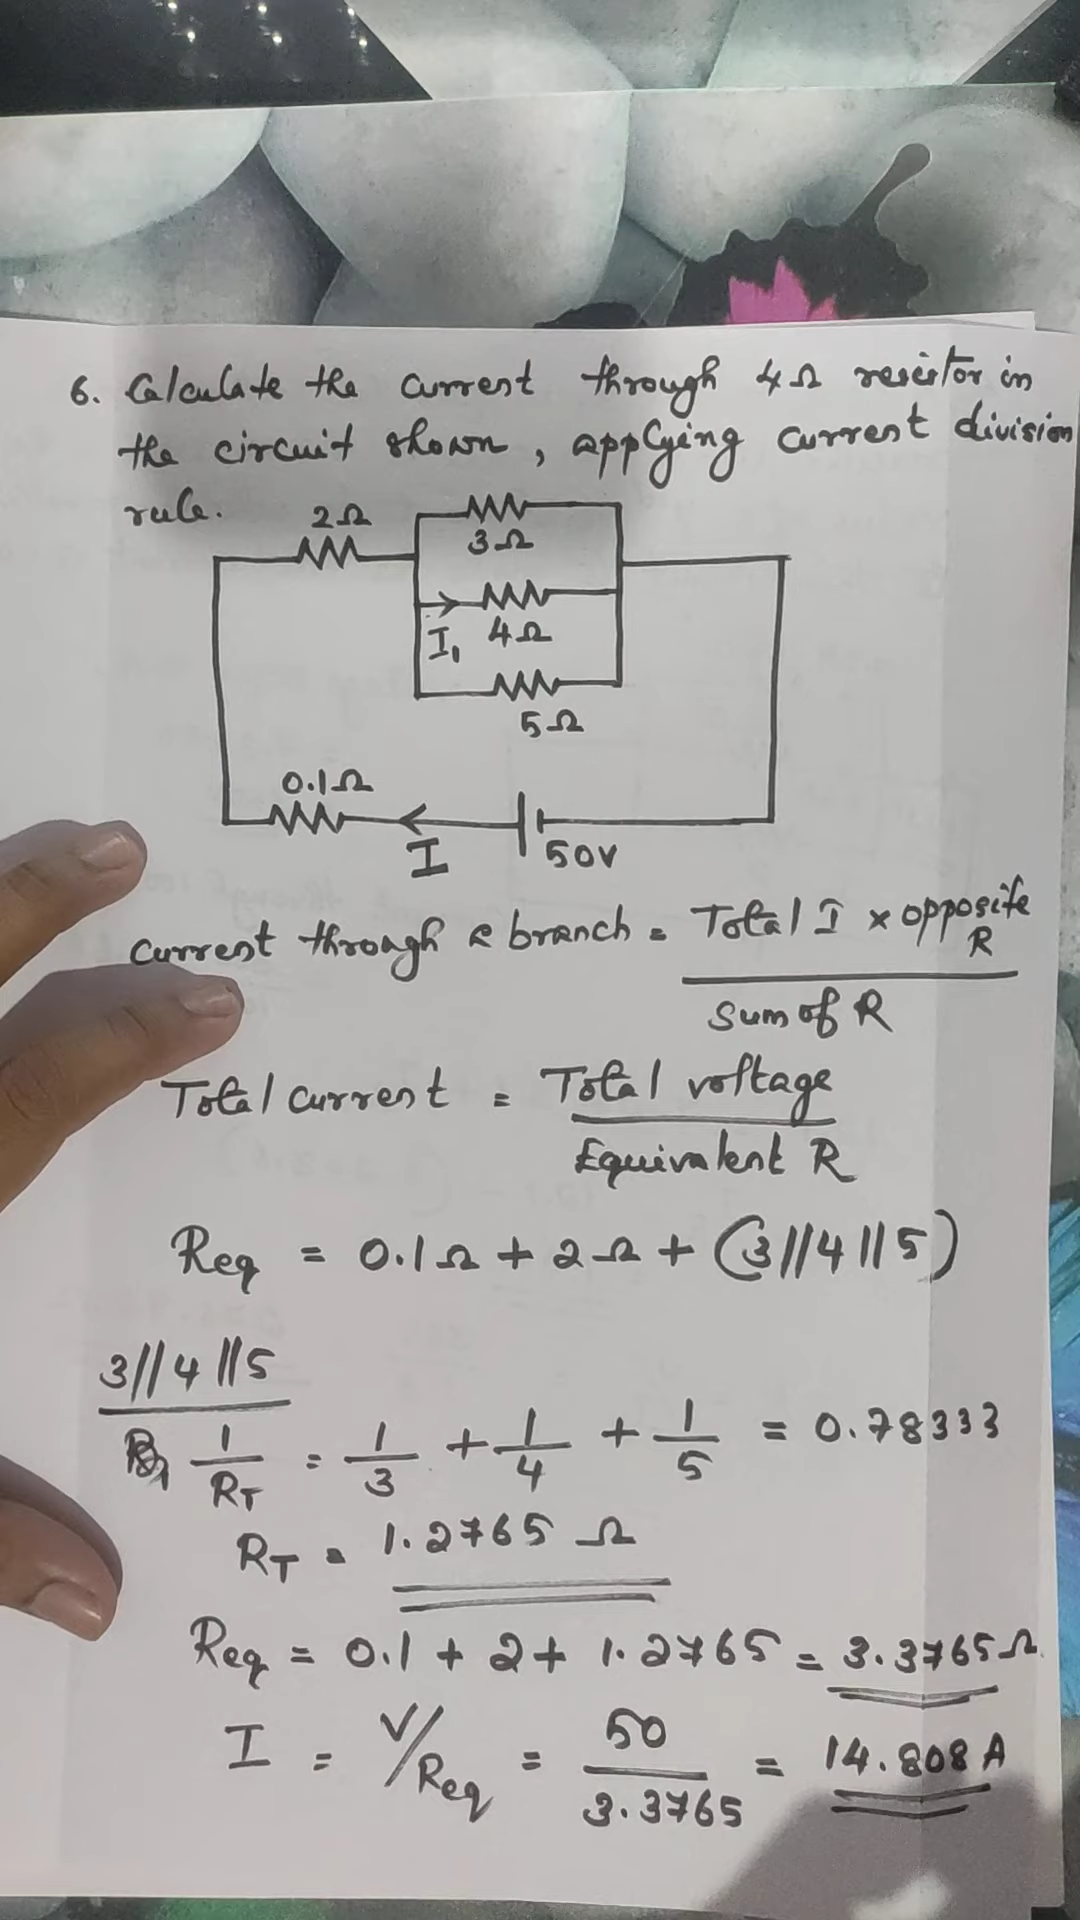 6. Calculate the current through 4Ω resistor in
the circuit shown, applying current division
rule.
2Ω
3Ω
I₁ 4Ω
5Ω
0.1Ω
I 50V
Current through a branch = Total I × opposite R / Sum of R
Total current = Total voltage / Equivalent R
Req = 0.1Ω + 2Ω + (3//4//5)
3//4//5
1/RT = 1/3 + 1/4 + 1/5 = 0.78333
RT = 1.2765 Ω
Req = 0.1 + 2 + 1.2765 = 3.3765Ω.
I = V/Req = 50/3.3765 = 14.808 A